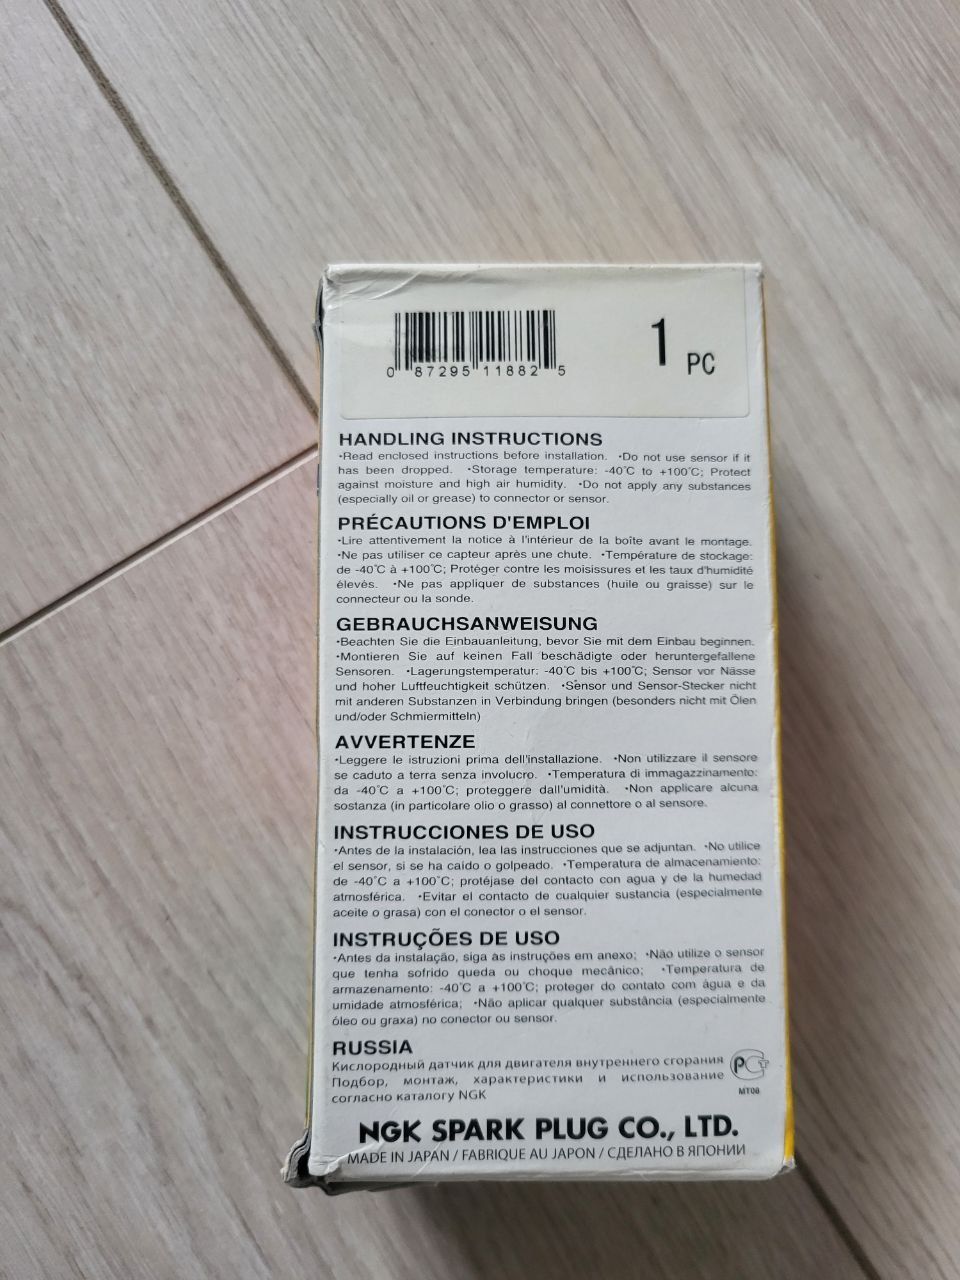 0 87295 11882 5
1 PC
HANDLING INSTRUCTIONS
•Read enclosed instructions before installation. •Do not use sensor if it
has been dropped. •Storage temperature: -40°C to +100°C; Protect
against moisture and high air humidity. •Do not apply any substances
(especially oil or grease) to connector or sensor.
PRÉCAUTIONS D'EMPLOI
•Lire attentivement la notice à l'intérieur de la boîte avant le montage.
•Ne pas utiliser ce capteur après une chute. •Température de stockage:
de -40°C à +100°C; Protéger contre les moisissures et les taux d'humidité
élevés. •Ne pas appliquer de substances (huile ou graisse) sur le
connecteur ou la sonde.
GEBRAUCHSANWEISUNG
•Beachten Sie die Einbauanleitung, bevor Sie mit dem Einbau beginnen.
•Montieren Sie auf keinen Fall beschädigte oder heruntergefallene
Sensoren. •Lagerungstemperatur: -40°C bis +100°C; Sensor vor Nässe
und hoher Luftfeuchtigkeit schützen. •Sensor und Sensor-Stecker nicht
mit anderen Substanzen in Verbindung bringen (besonders nicht mit Ölen
und/oder Schmiermitteln)
AVVERTENZE
•Leggere le istruzioni prima dell'installazione. •Non utilizzare il sensore
se caduto a terra senza involucro. •Temperatura di immagazzinamento:
da -40°C a +100°C; proteggere dall'umidità. •Non applicare alcuna
sostanza (in particolare olio o grasso) al connettore o al sensore.
INSTRUCCIONES DE USO
•Antes de la instalación, lea las instrucciones que se adjuntan. •No utilice
el sensor, si se ha caído o golpeado. •Temperatura de almacenamiento:
de -40°C a +100°C; protéjase del contacto con agua y de la humedad
atmosférica. •Evitar el contacto de cualquier sustancia (especialmente
aceite o grasa) con el conector o el sensor.
INSTRUÇÕES DE USO
•Antes da instalação, siga às instruções em anexo; •Não utilize o sensor
que tenha sofrido queda ou choque mecânico; •Temperatura de
armazenamento: -40°C a +100°C; proteger do contato com água e da
umidade atmosférica; •Não aplicar qualquer substância (especialmente
óleo ou graxa) no conector ou sensor.
RUSSIA
Кислородный датчик для двигателя внутреннего сгорания
Подбор, монтаж, характеристики и использование
согласно каталогу NGK
РСТ
МТ08
NGK SPARK PLUG CO., LTD.
MADE IN JAPAN / FABRIQUE AU JAPON / СДЕЛАНО В ЯПОНИИ